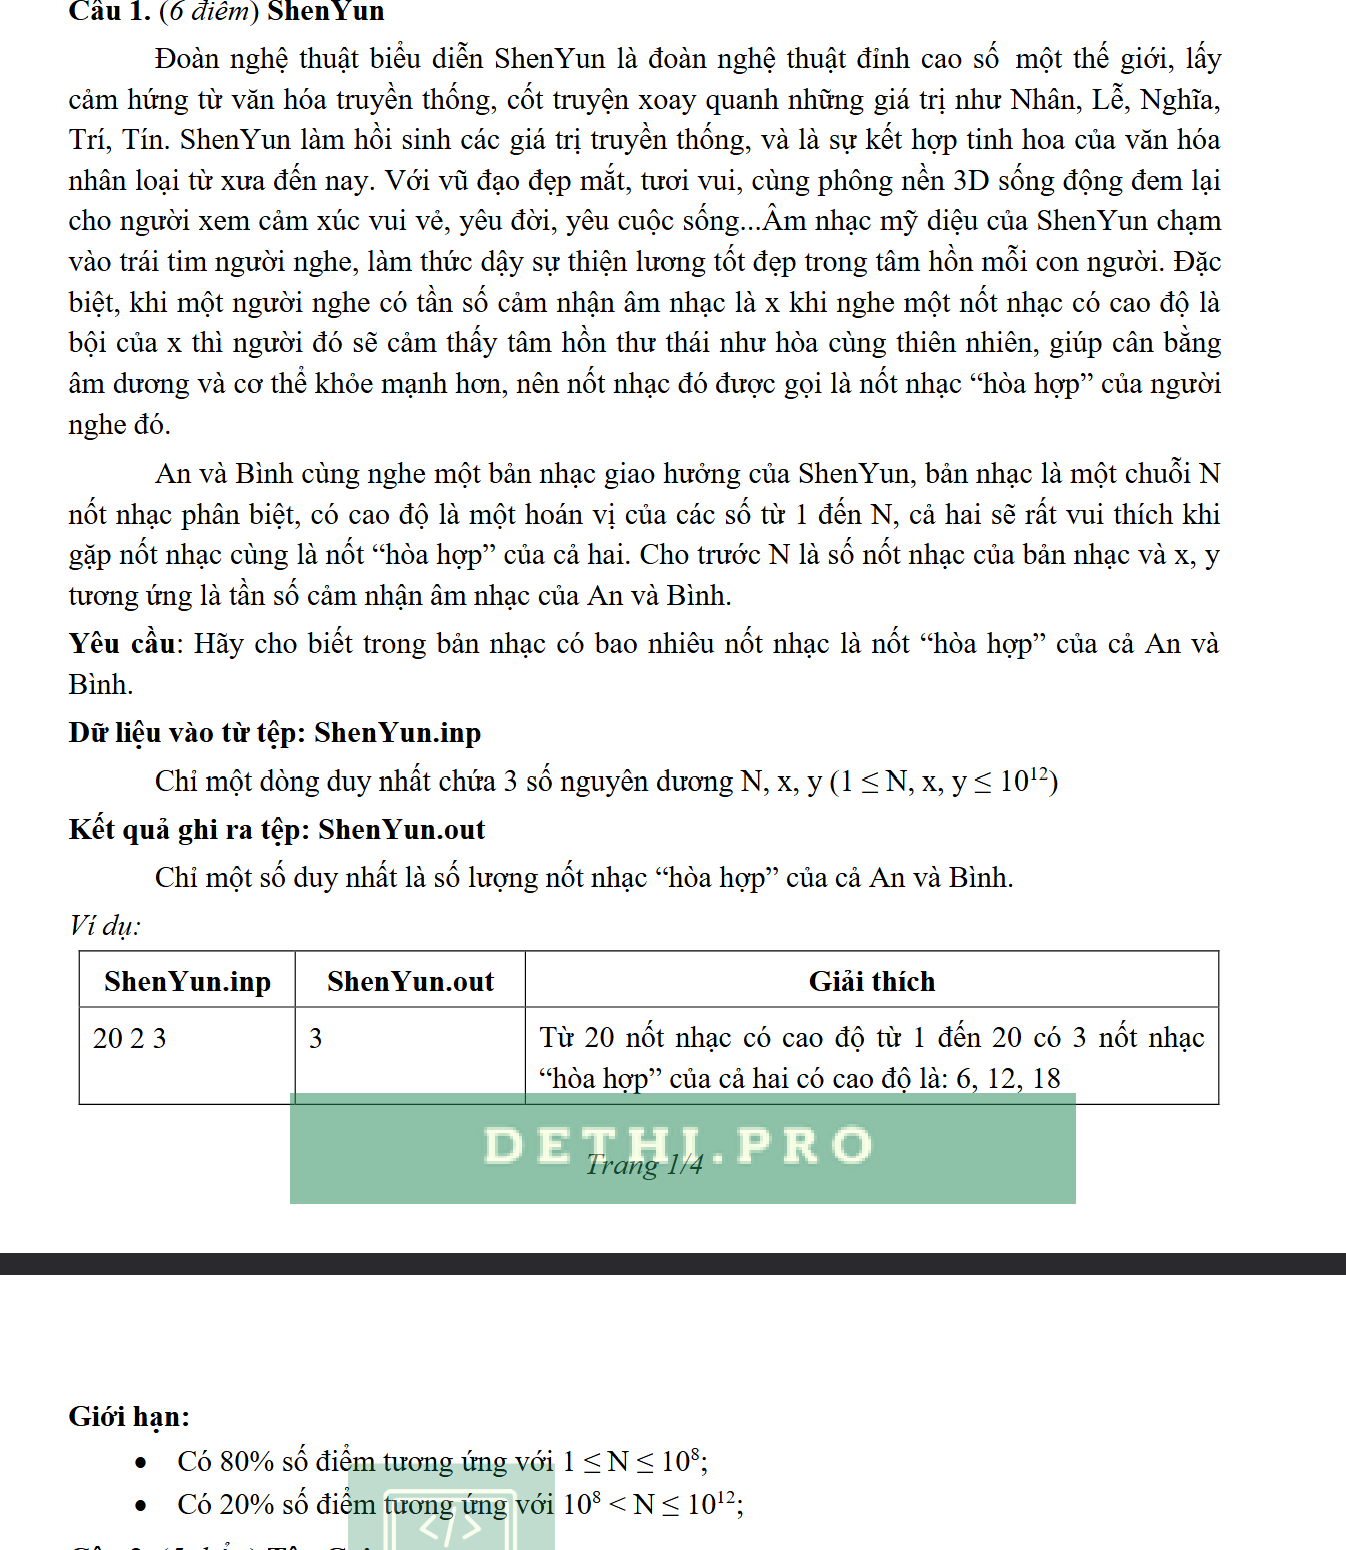 Câu 1. (6 điểm) ShenYun
Đoàn nghệ thuật biểu diễn ShenYun là đoàn nghệ thuật đỉnh cao số một thế giới, lấy
cảm hứng từ văn hóa truyền thống, cốt truyện xoay quanh những giá trị như Nhân, Lễ, Nghĩa,
Trí, Tín. ShenYun làm hồi sinh các giá trị truyền thống, và là sự kết hợp tinh hoa của văn hóa
nhân loại từ xưa đến nay. Với vũ đạo đẹp mắt, tươi vui, cùng phông nền 3D sống động đem lại
cho người xem cảm xúc vui vẻ, yêu đời, yêu cuộc sống...Âm nhạc mỹ diệu của ShenYun chạm
vào trái tim người nghe, làm thức dậy sự thiện lương tốt đẹp trong tâm hồn mỗi con người. Đặc
biệt, khi một người nghe có tần số cảm nhận âm nhạc là x khi nghe một nốt nhạc có cao độ là
bội của x thì người đó sẽ cảm thấy tâm hồn thư thái như hòa cùng thiên nhiên, giúp cân bằng
âm dương và cơ thể khỏe mạnh hơn, nên nốt nhạc đó được gọi là nốt nhạc “hòa hợp” của người
nghe đó.
An và Bình cùng nghe một bản nhạc giao hưởng của ShenYun, bản nhạc là một chuỗi N
nốt nhạc phân biệt, có cao độ là một hoán vị của các số từ 1 đến N, cả hai sẽ rất vui thích khi
gặp nốt nhạc cùng là nốt “hòa hợp” của cả hai. Cho trước N là số nốt nhạc của bản nhạc và x, y
tương ứng là tần số cảm nhận âm nhạc của An và Bình.
Yêu cầu: Hãy cho biết trong bản nhạc có bao nhiêu nốt nhạc là nốt “hòa hợp” của cả An và
Bình.
Dữ liệu vào từ tệp: ShenYun.inp
Chỉ một dòng duy nhất chứa 3 số nguyên dương N, x, y (1 ≤ N, x, y ≤ 10¹²)
Kết quả ghi ra tệp: ShenYun.out
Chỉ một số duy nhất là số lượng nốt nhạc “hòa hợp” của cả An và Bình.
Ví dụ:
ShenYun.inp ShenYun.out Giải thích
20 2 3 3 Từ 20 nốt nhạc có cao độ từ 1 đến 20 có 3 nốt nhạc
“hòa hợp” của cả hai có cao độ là: 6, 12, 18
DETHI.PRO
Trang 1/4
Giới hạn:
• Có 80% số điểm tương ứng với 1 ≤ N ≤ 10⁸;
• Có 20% số điểm tương ứng với 10⁸ < N ≤ 10¹²;